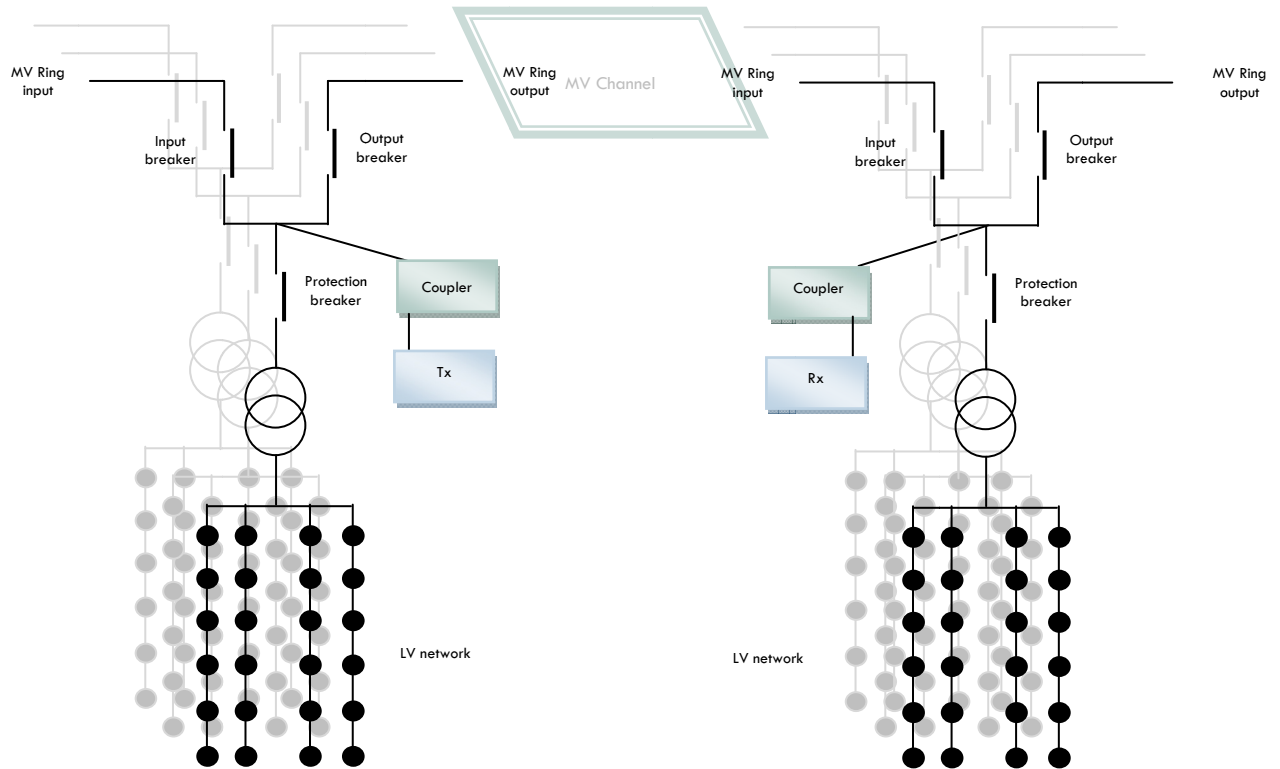 MV Ring
input
MV Ring
output
MV Channel
MV Ring
input
MV Ring
output
Input
breaker
Output
breaker
Input
breaker
Output
breaker
Protection
breaker
Coupler
Coupler
Protection
breaker
Tx
Rx
LV network
LV network